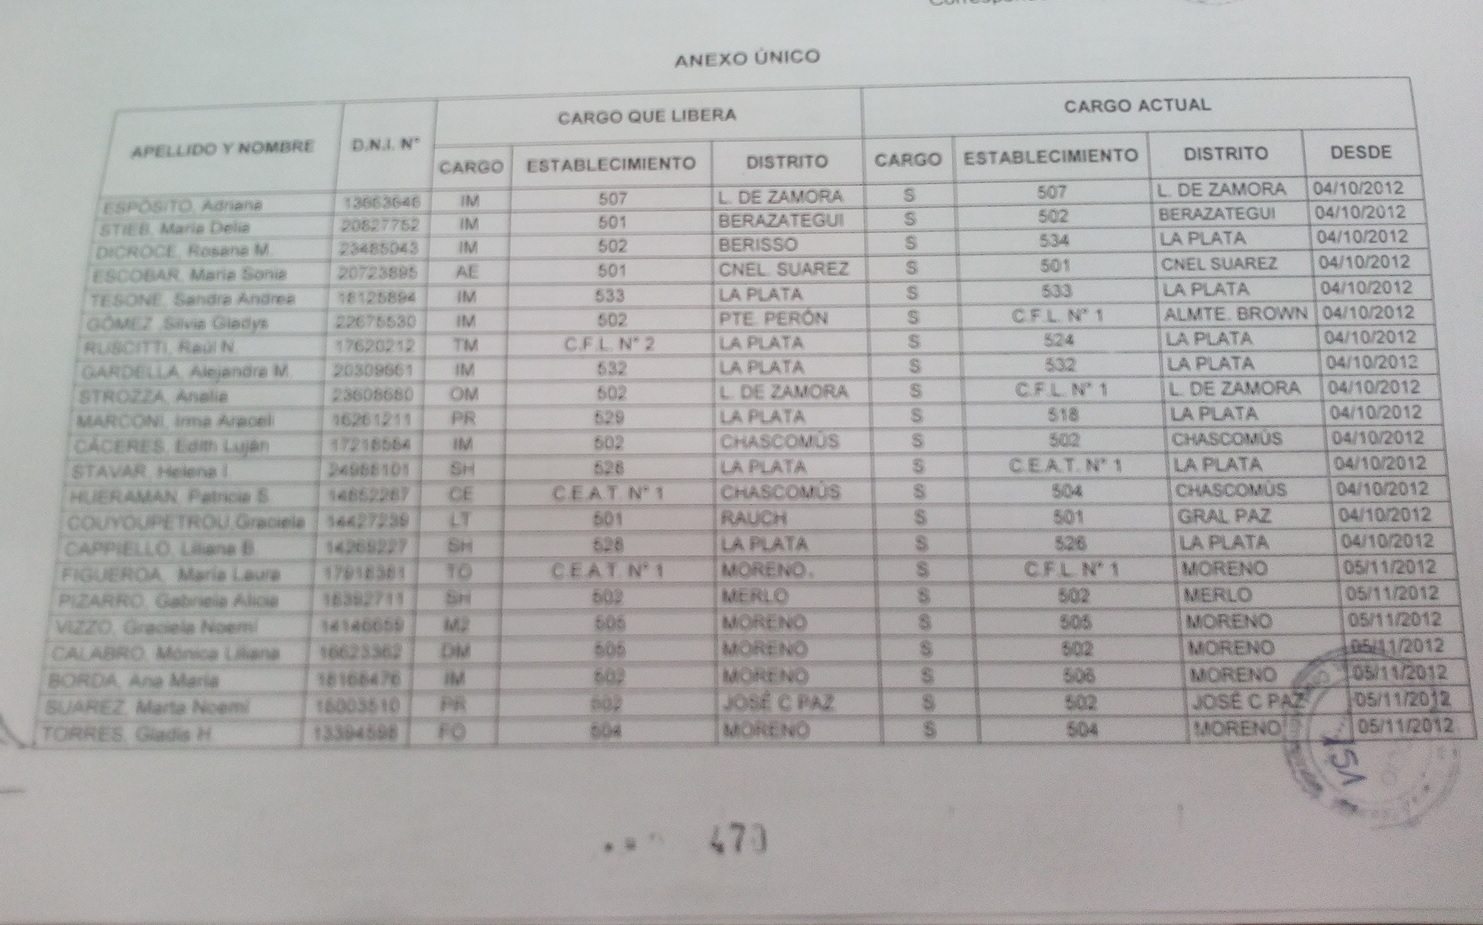 ANEXO ÚNICO
APELLIDO Y NOMBRE D.N.I. N° CARGO QUE LIBERA CARGO ACTUAL
CARGO ESTABLECIMIENTO DISTRITO CARGO ESTABLECIMIENTO DISTRITO DESDE
ESPÓSITO, Adriana 13663646 IM 507 L. DE ZAMORA S 507 L. DE ZAMORA 04/10/2012
STIEB, María Delia 20627752 IM 501 BERAZATEGUI S 502 BERAZATEGUI 04/10/2012
DICROCE, Rosana M. 23485043 IM 502 BERISSO S 534 LA PLATA 04/10/2012
ESCOBAR, María Sonia 20723895 AE 501 CNEL. SUAREZ S 501 CNEL SUAREZ 04/10/2012
TESONE, Sandra Andrea 18125894 IM 533 LA PLATA S 533 LA PLATA 04/10/2012
GÓMEZ, Silvia Gladys 22675530 IM 502 PTE. PERÓN S C.F.L. N° 1 ALMTE. BROWN 04/10/2012
RUSCITTI, Raúl N. 17620212 TM C.F.L. N° 2 LA PLATA S 524 LA PLATA 04/10/2012
GARDELLA, Alejandra M. 20309661 IM 532 LA PLATA S 532 LA PLATA 04/10/2012
STROZZA, Analía 23608680 OM 502 L. DE ZAMORA S C.F.L. N° 1 L. DE ZAMORA 04/10/2012
MARCONI, Irma Araceli 16261211 PR 529 LA PLATA S 518 LA PLATA 04/10/2012
CÁCERES, Edith Luján 17218564 IM 502 CHASCOMÚS S 502 CHASCOMÚS 04/10/2012
STAVAR, Helena I. 24988101 SH 528 LA PLATA S C.E.A.T. N° 1 LA PLATA 04/10/2012
HUERAMAN, Patricia S. 14852287 CE C.E.A.T. N° 1 CHASCOMÚS S 504 CHASCOMÚS 04/10/2012
COUYOUPETROU,Graciela 14427239 LT 501 RAUCH S 501 GRAL PAZ 04/10/2012
CAPPIELLO, Liliana B. 14269227 SH 528 LA PLATA S 526 LA PLATA 04/10/2012
FIGUEROA, María Laura 17918381 TO C.E.A.T. N° 1 MORENO. S C.F.L. N° 1 MORENO 05/11/2012
PIZARRO, Gabriela Alicia 16392711 SH 502 MERLO S 502 MERLO 05/11/2012
VIZZO, Graciela Noemí 14146659 MZ 505 MORENO S 505 MORENO 05/11/2012
CALABRO, Mónica Liliana 16623362 DM 505 MORENO S 502 MORENO 05/11/2012
BORDA, Ana María 18168476 IM 502 MORENO S 506 MORENO 05/11/2012
SUAREZ, Marta Noemí 16003510 PR 502 JOSÉ C PAZ S 502 JOSÉ C PAZ 05/11/2012
TORRES, Gladis H. 13394598 FO 504 MORENO S 504 MORENO 05/11/2012
470